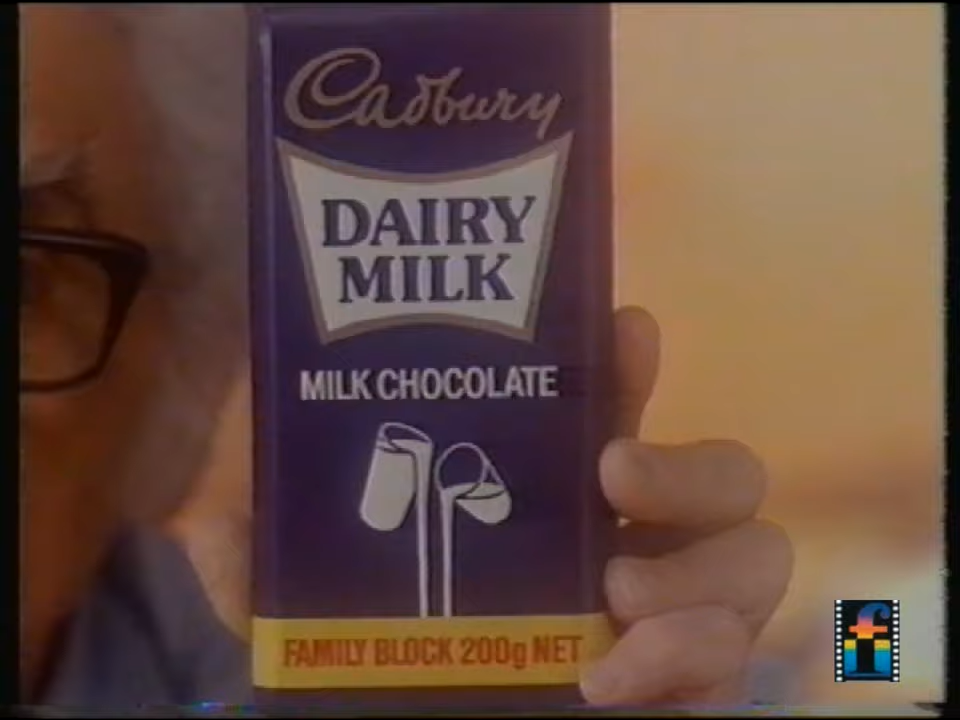 Cadbury
DAIRY
MILK
MILK CHOCOLATE
FAMILY BLOCK 200g NET
f